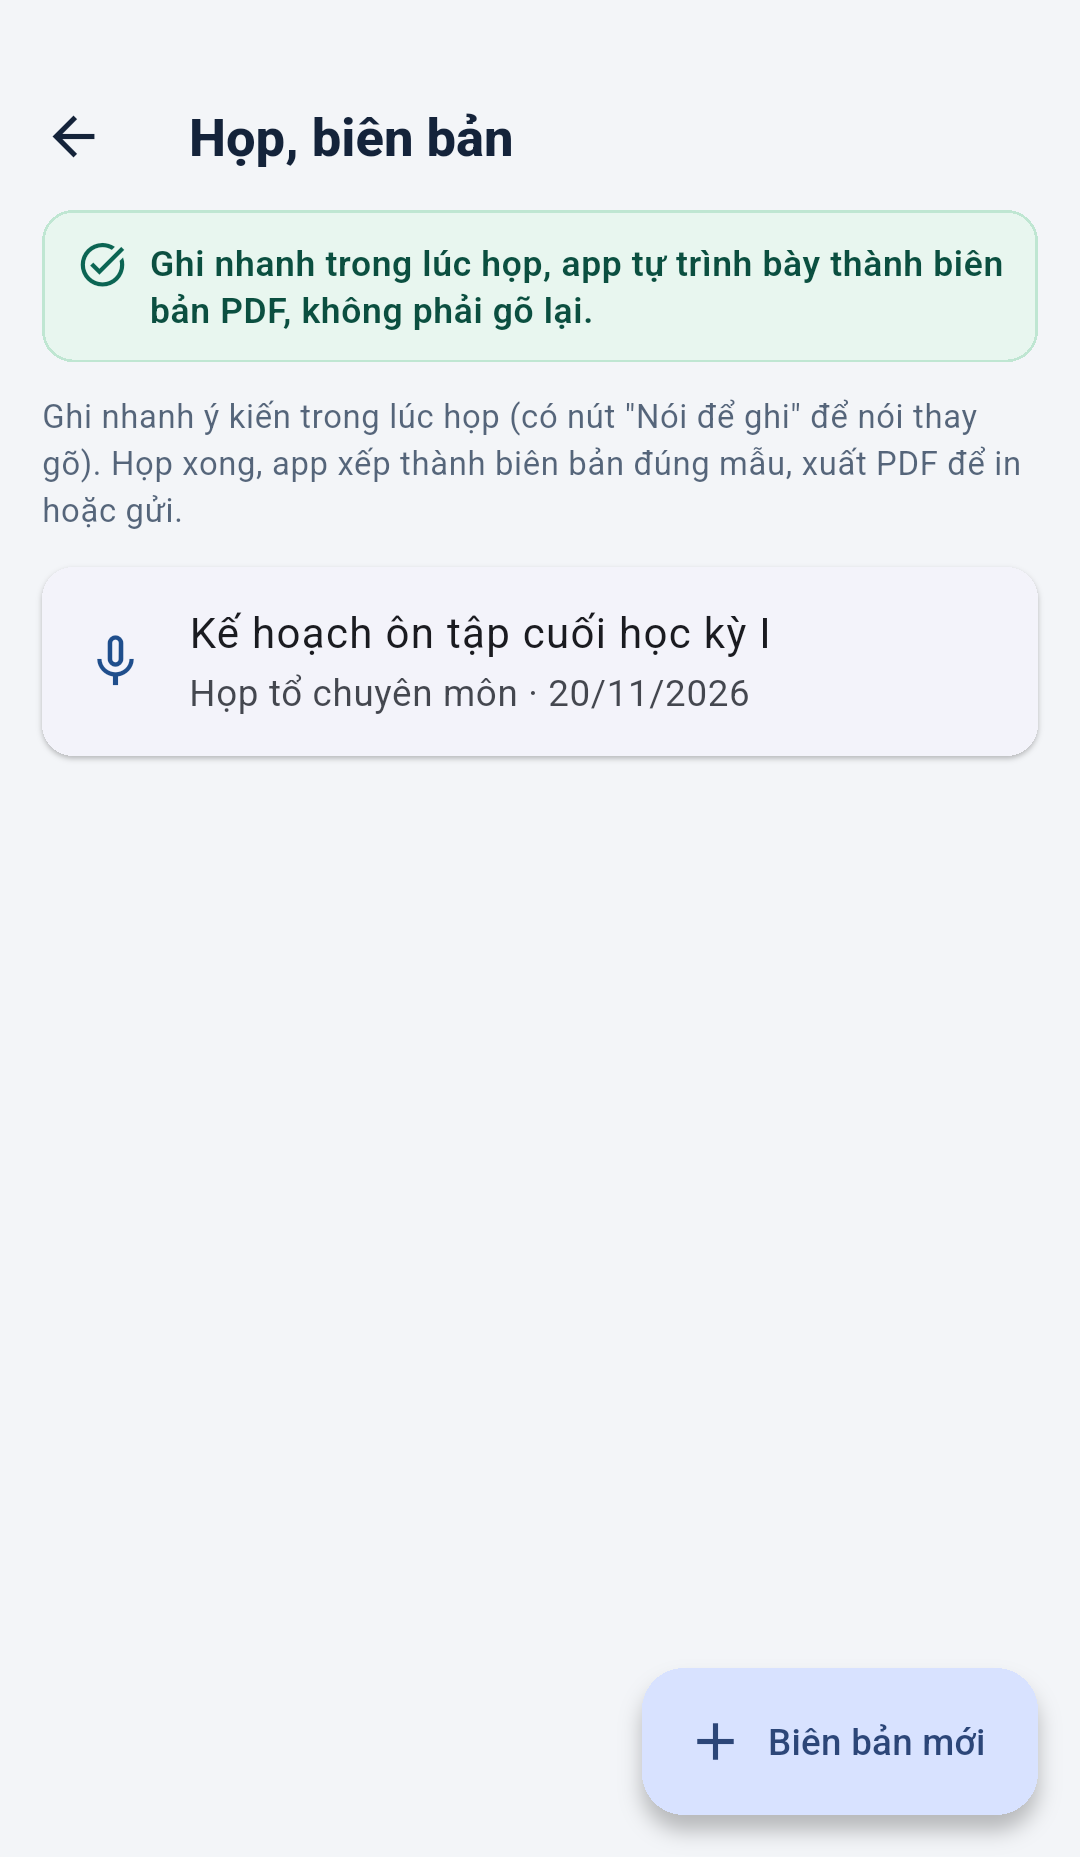 Họp, biên bản
Ghi nhanh trong lúc họp, app tự trình bày thành biên
bản PDF, không phải gõ lại.
Ghi nhanh ý kiến trong lúc họp (có nút "Nói để ghi" để nói thay
gõ). Họp xong, app xếp thành biên bản đúng mẫu, xuất PDF để in
hoặc gửi.
Kế hoạch ôn tập cuối học kỳ I
Họp tổ chuyên môn · 20/11/2026
Biên bản mới